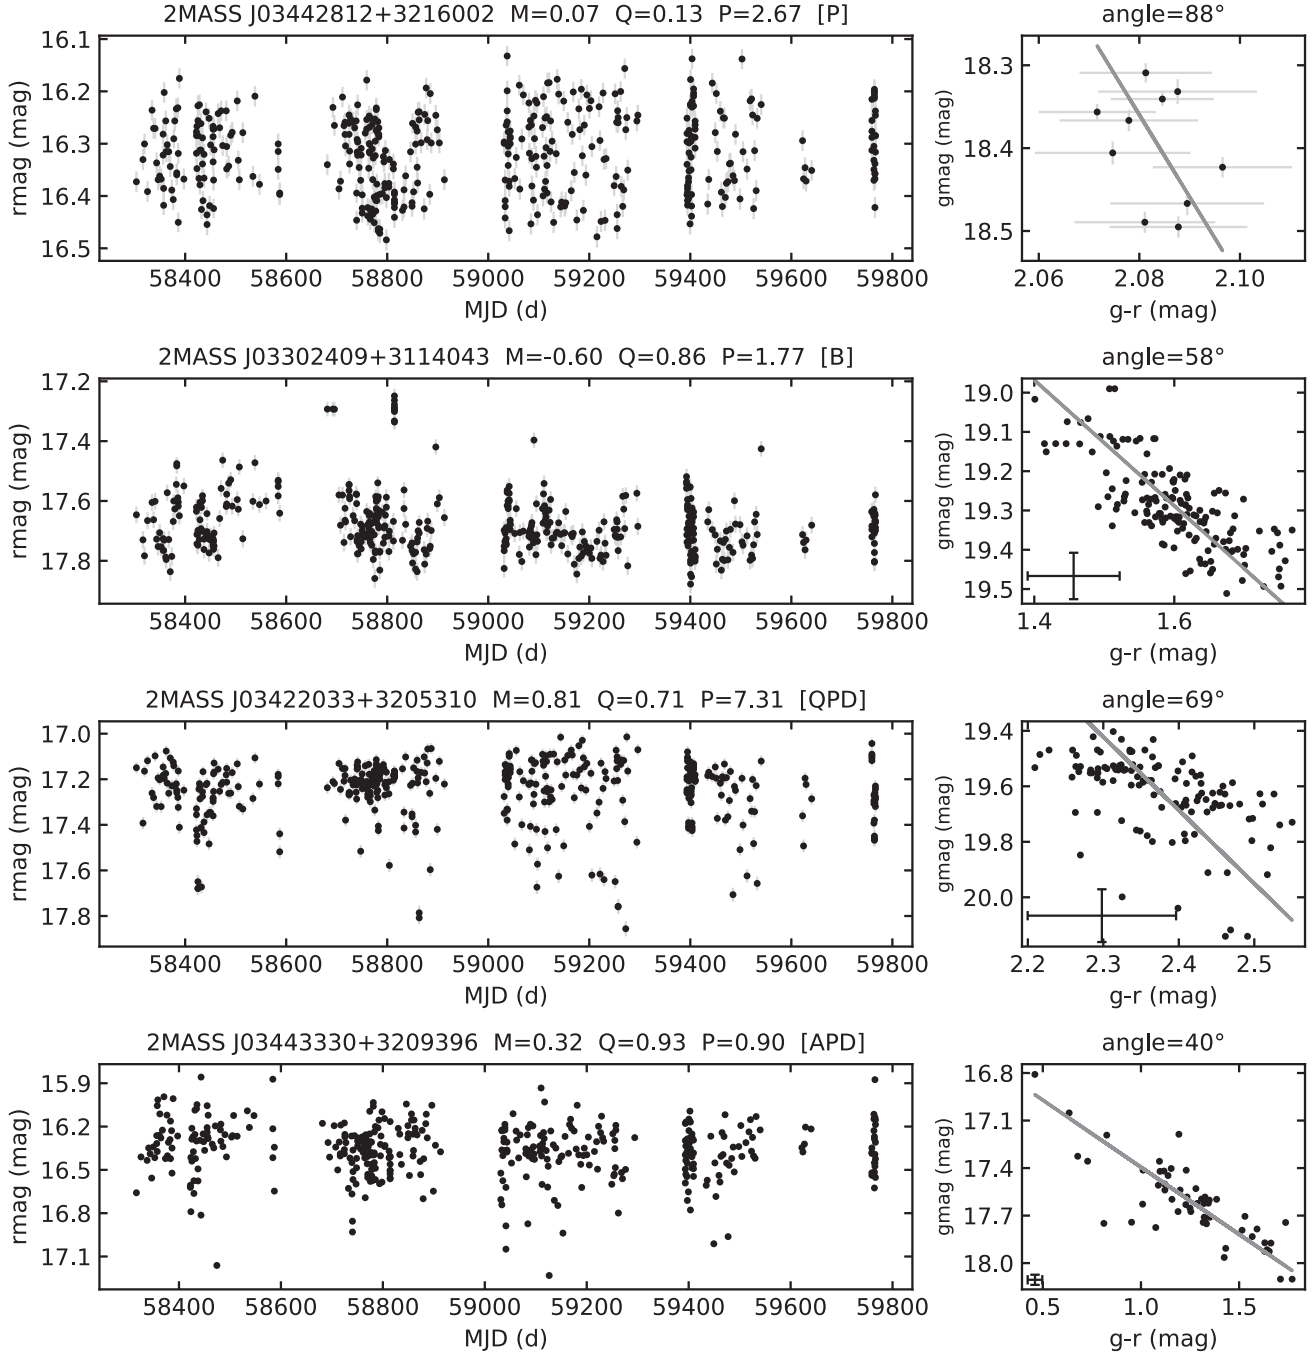 2MASS J03442812+3216002 M=0.07 Q=0.13 P=2.67 [P]
angle=88°
16.1
16.2
16.3
16.4
16.5
rmag (mag)
58400 58600 58800 59000 59200 59400 59600 59800
MJD (d)
18.3
18.4
18.5
gmag (mag)
2.06 2.08 2.10
g-r (mag)
2MASS J03302409+3114043 M=-0.60 Q=0.86 P=1.77 [B]
angle=58°
17.2
17.4
17.6
17.8
rmag (mag)
58400 58600 58800 59000 59200 59400 59600 59800
MJD (d)
19.0
19.1
19.2
19.3
19.4
19.5
gmag (mag)
1.4 1.6
g-r (mag)
2MASS J03422033+3205310 M=0.81 Q=0.71 P=7.31 [QPD]
angle=69°
17.0
17.2
17.4
17.6
17.8
rmag (mag)
58400 58600 58800 59000 59200 59400 59600 59800
MJD (d)
19.4
19.6
19.8
20.0
gmag (mag)
2.2 2.3 2.4 2.5
g-r (mag)
2MASS J03443330+3209396 M=0.32 Q=0.93 P=0.90 [APD]
angle=40°
15.9
16.2
16.5
16.8
17.1
rmag (mag)
58400 58600 58800 59000 59200 59400 59600 59800
MJD (d)
16.8
17.1
17.4
17.7
18.0
gmag (mag)
0.5 1.0 1.5
g-r (mag)